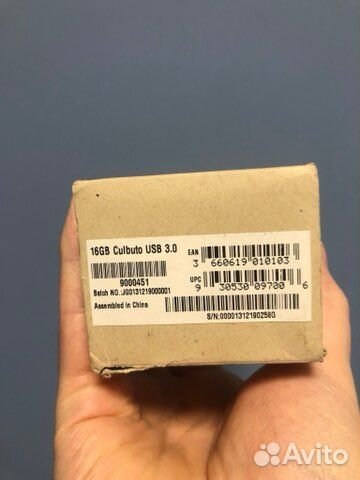 16GB Culbuto USB 3.0
9000451
Batch NO.:J00131219000001
Assembled in China
EAN
3 660619 010103
UPC
9 30530 09700 6
S/N:00001312190258G
Avito